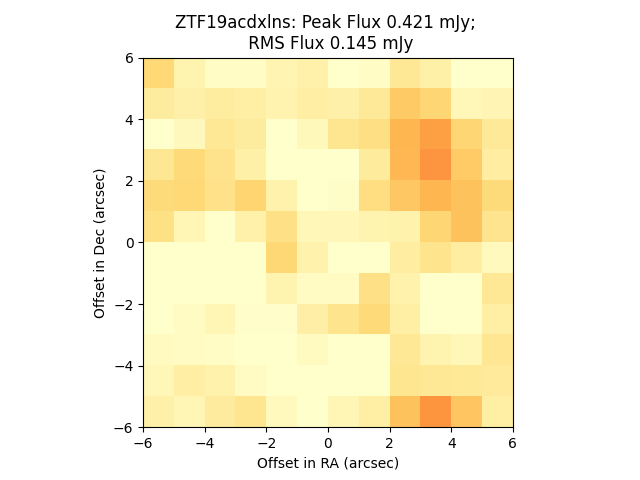 ZTF19acdxlns: Peak Flux 0.421 mJy;
RMS Flux 0.145 mJy
6
4
2
0
−2
−4
−6
Offset in Dec (arcsec)
−6 −4 −2 0 2 4 6
Offset in RA (arcsec)